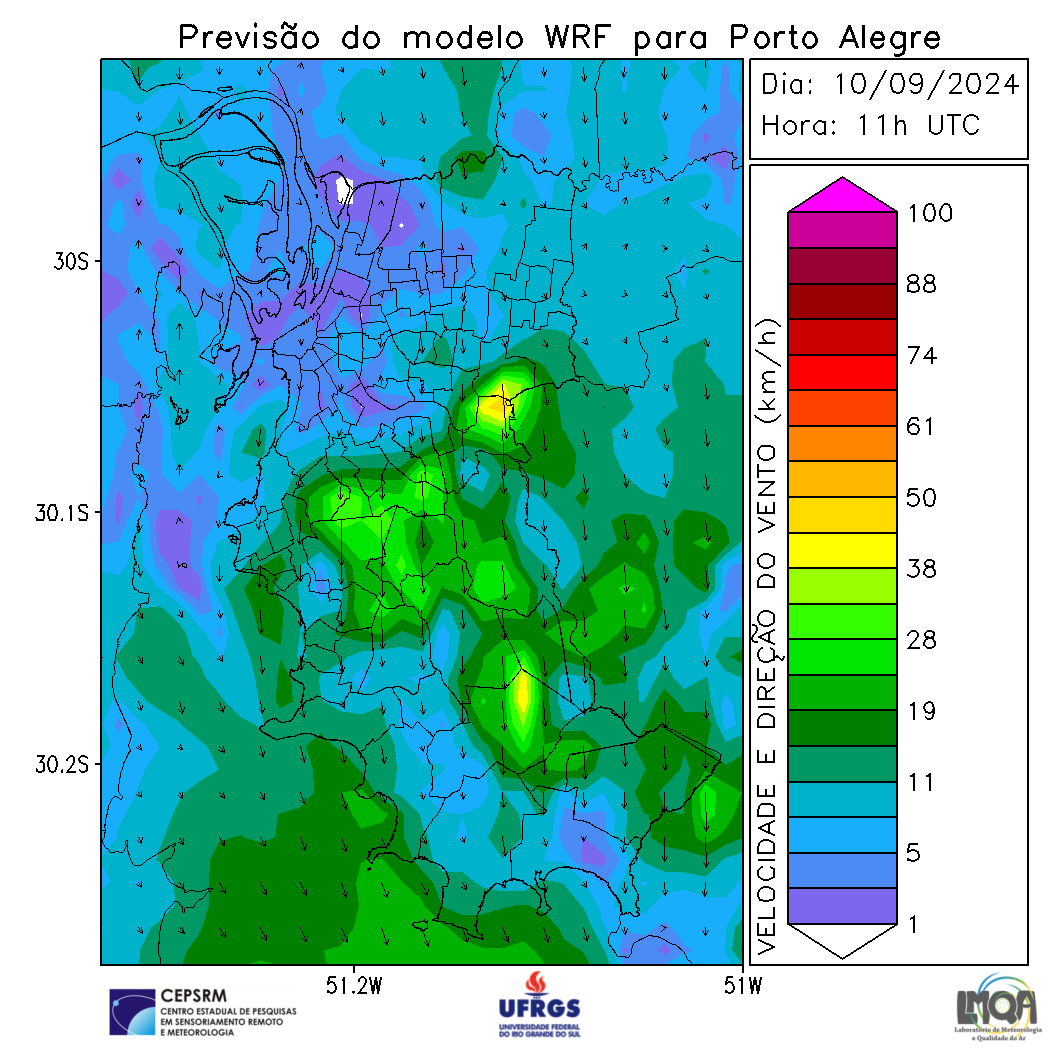 Previsão do modelo WRF para Porto Alegre
Dia: 10/09/2024
Hora: 11h UTC
30S
30.1S
30.2S
51.2W
51W
VELOCIDADE E DIREÇÃO DO VENTO (km/h)
100
88
74
61
50
38
28
19
11
5
1
CEPSRM
CENTRO ESTADUAL DE PESQUISAS
EM SENSORIAMENTO REMOTO
E METEOROLOGIA
UFRGS
UNIVERSIDADE FEDERAL
DO RIO GRANDE DO SUL
LMQA
Laboratório de Meteorologia
e Qualidade do Ar